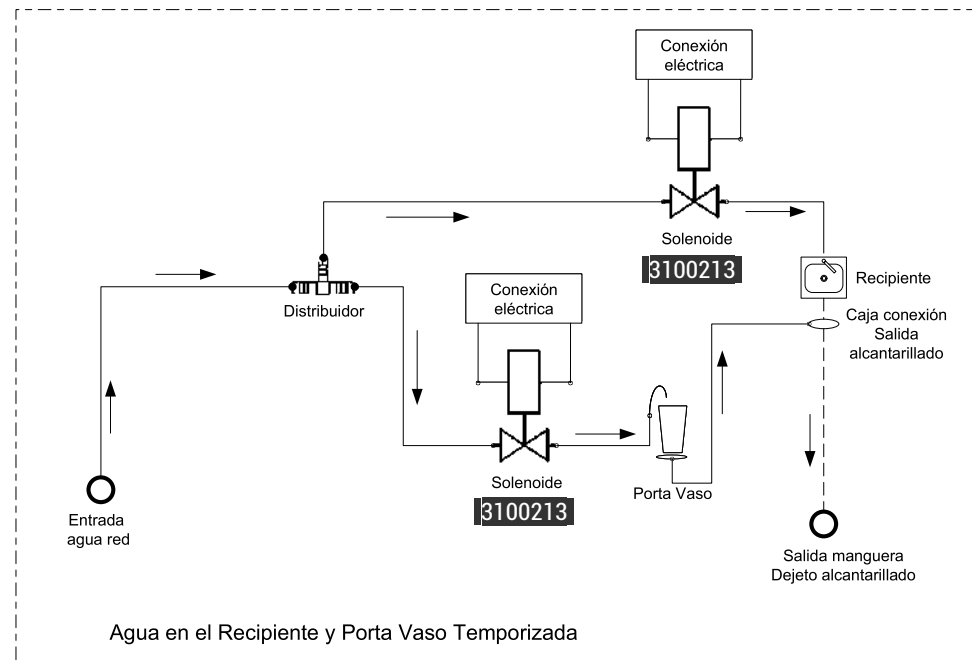 Conexión
eléctrica
Solenoide
3100213
Recipiente
Distribuidor
Conexión
eléctrica
Caja conexión
Salida
alcantarillado
Solenoide
3100213
Porta Vaso
Entrada
agua red
Salida manguera
Dejeto alcantarillado
Agua en el Recipiente y Porta Vaso Temporizada